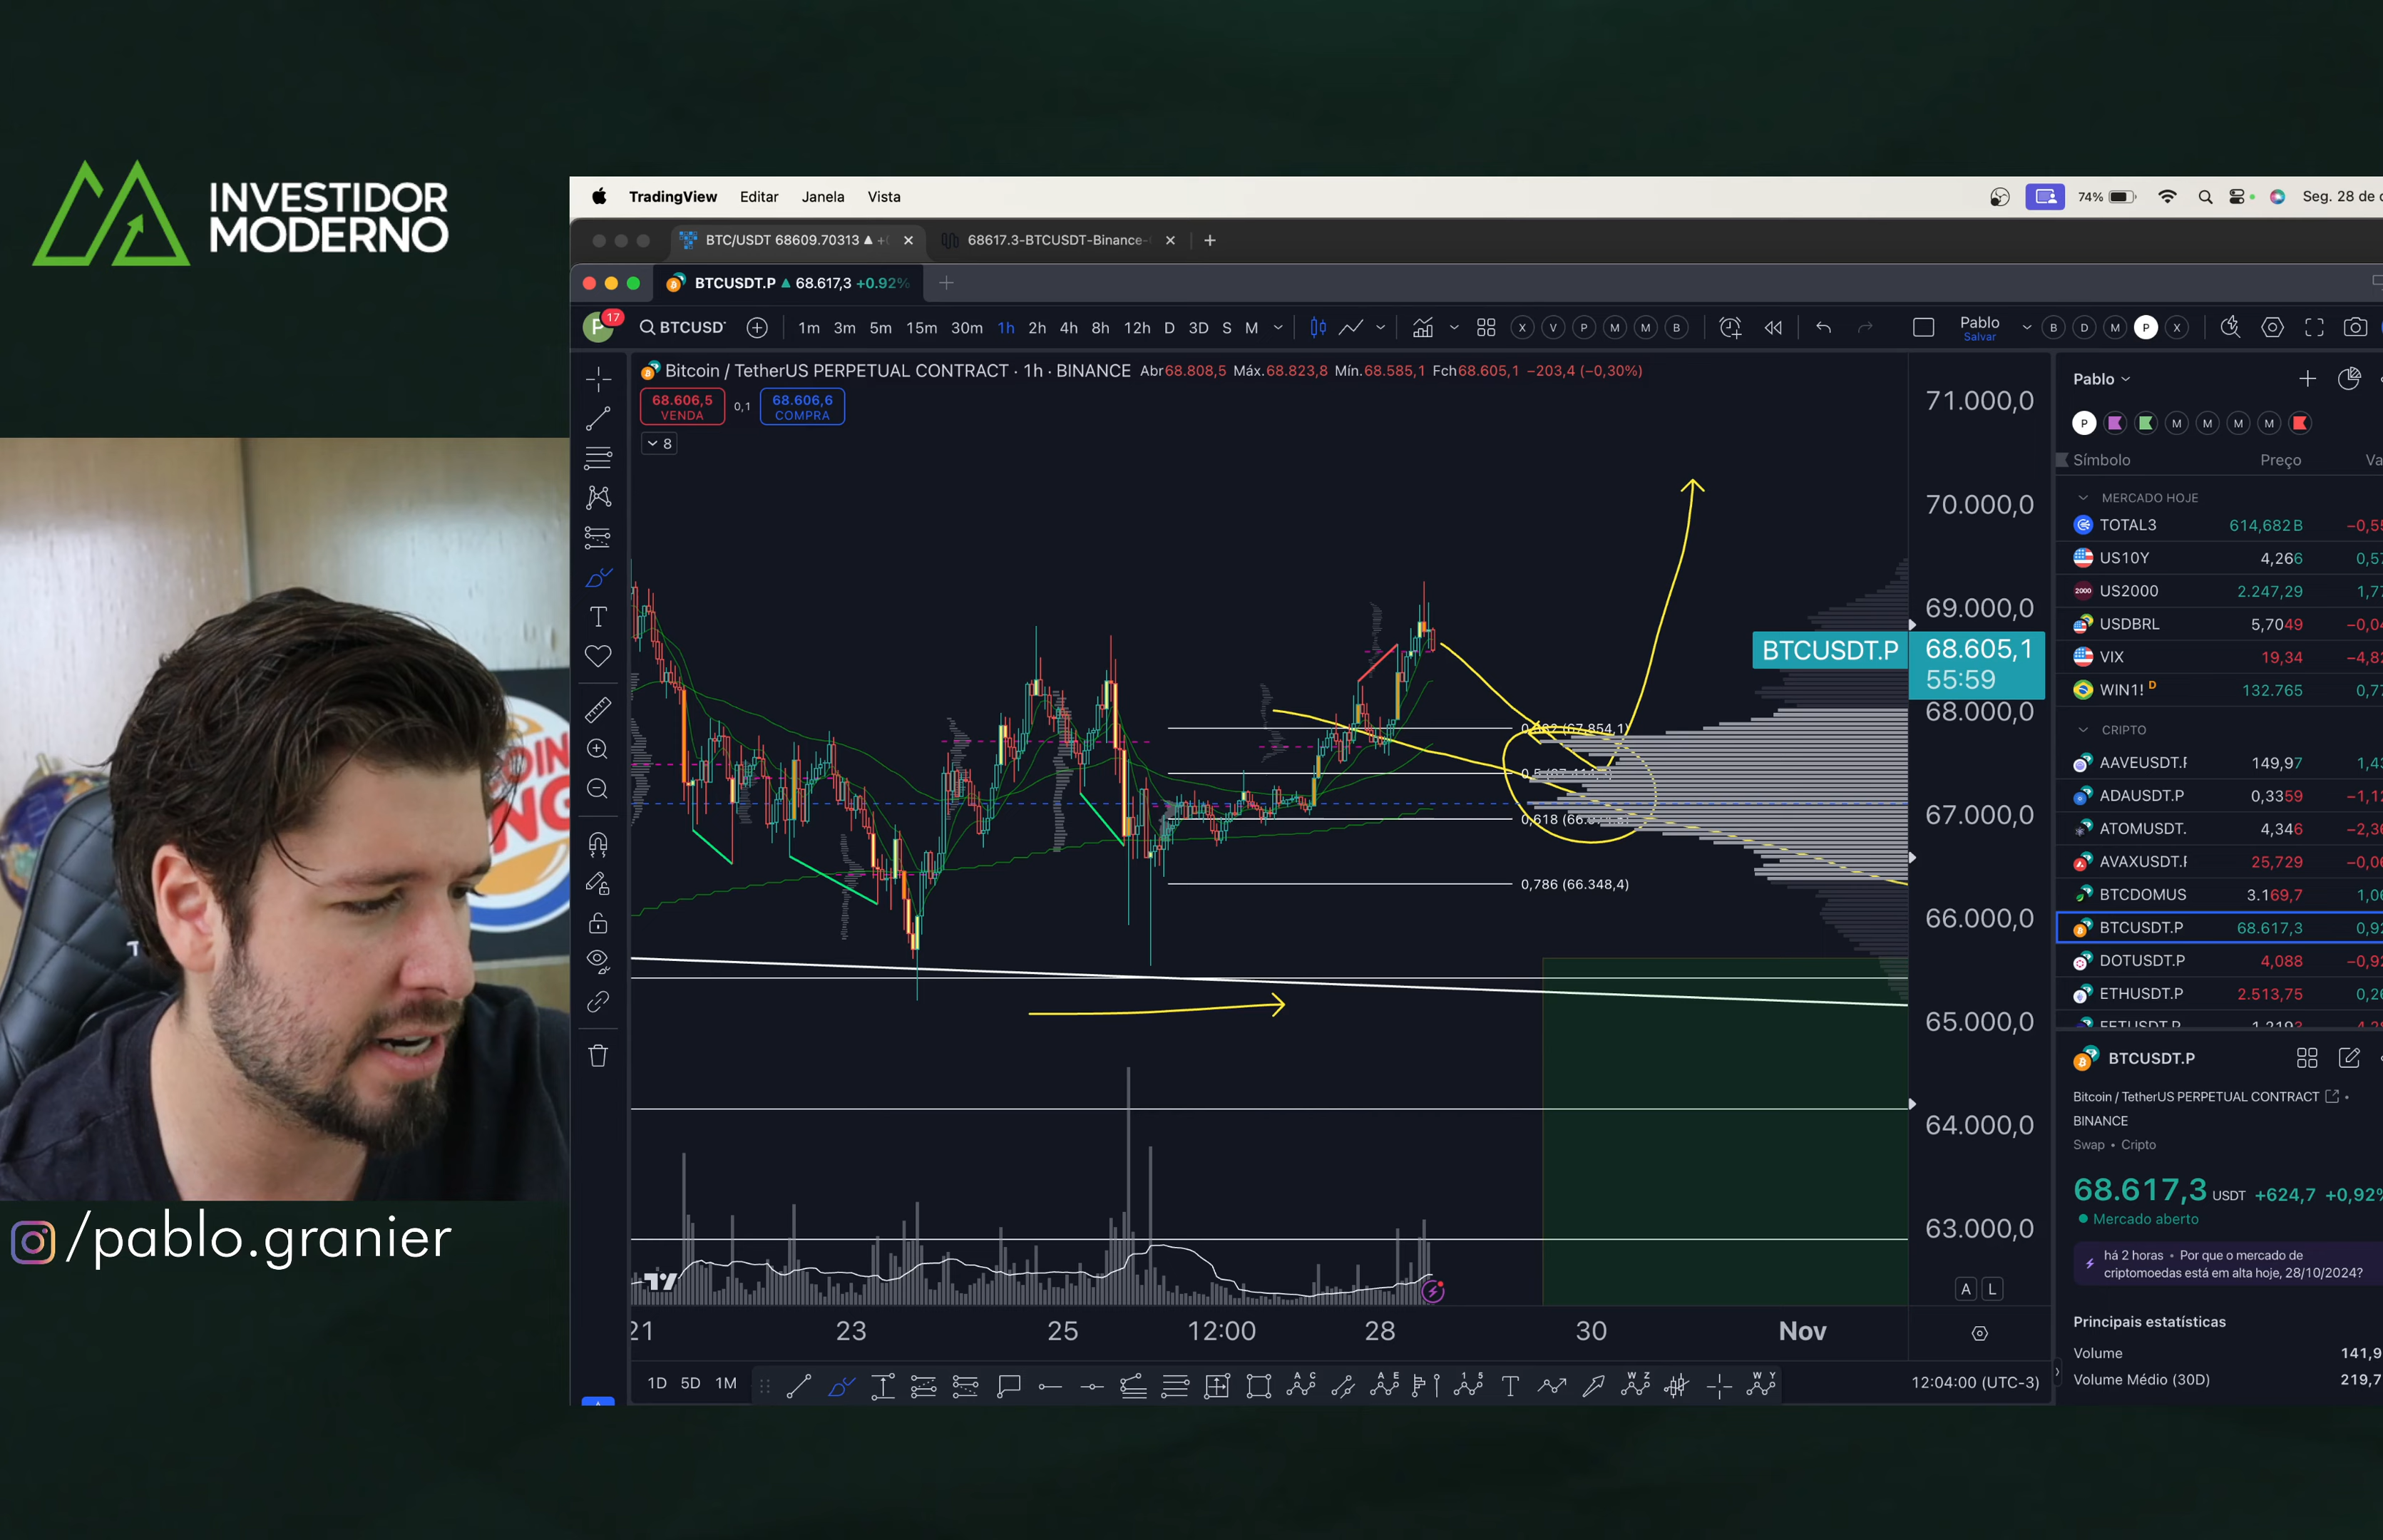 INVESTIDOR
MODERNO
TradingView Editar Janela Vista
74%
Seg. 28 de
BTC/USDT 68609.70313 ▲
68617.3-BTCUSDT-Binance-
BTCUSDT.P ▲ 68.617,3 +0.92%
P 17
BTCUSD
1m 3m 5m 15m 30m 1h 2h 4h 8h 12h D 3D S M
X V P M M B
Pablo
Salvar
B D M P X
Bitcoin / TetherUS PERPETUAL CONTRACT · 1h · BINANCE Abr68.808,5 Máx.68.823,8 Mín.68.585,1 Fch68.605,1 −203,4 (−0,30%)
68.606,5
VENDA
0,1
68.606,6
COMPRA
8
71.000,0
70.000,0
69.000,0
BTCUSDT.P
68.605,1
55:59
68.000,0
67.000,0
66.000,0
65.000,0
64.000,0
63.000,0
0,618
0,786 (66.348,4)
A L
21 23 25 12:00 28 30 Nov
1D 5D 1M
12:04:00 (UTC-3)
Pablo
P M M M M
Símbolo Preço
MERCADO HOJE
TOTAL3 614,682B
US10Y 4,266
US2000 2.247,29
USDBRL 5,7049
VIX 19,34
WIN1! D 132.765
CRIPTO
AAVEUSDT.F 149,97
ADAUSDT.P 0,3359
ATOMUSDT. 4,346
AVAXUSDT.F 25,729
BTCDOMUS 3.169,7
BTCUSDT.P 68.617,3
DOTUSDT.P 4,088
ETHUSDT.P 2.513,75
BTCUSDT.P
Bitcoin / TetherUS PERPETUAL CONTRACT
BINANCE
Swap • Cripto
68.617,3 USDT +624,7 +0,92%
Mercado aberto
há 2 horas • Por que o mercado de
criptomoedas está em alta hoje, 28/10/2024?
Principais estatísticas
Volume 141,9
Volume Médio (30D) 219,7
/pablo.granier